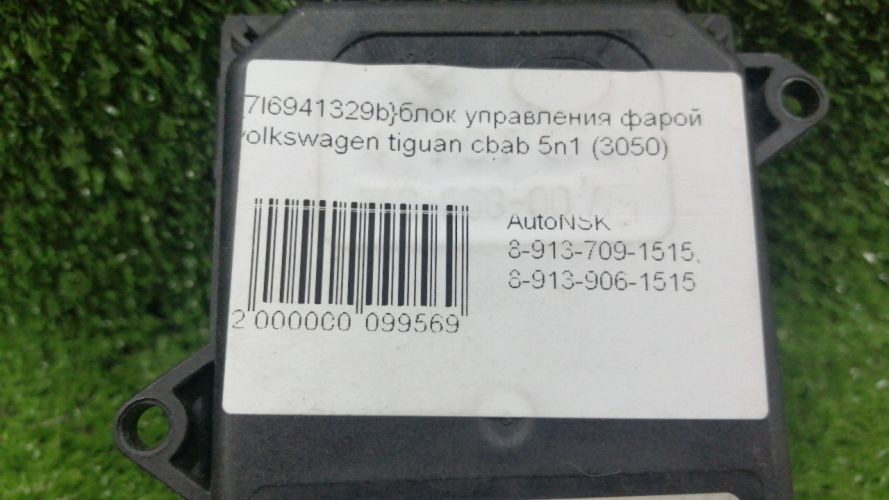 7l6941329b}блок управления фарой
volkswagen tiguan cbab 5n1 (3050)
AutoNSK
8-913-709-1515,
8-913-906-1515
2 000000 099569